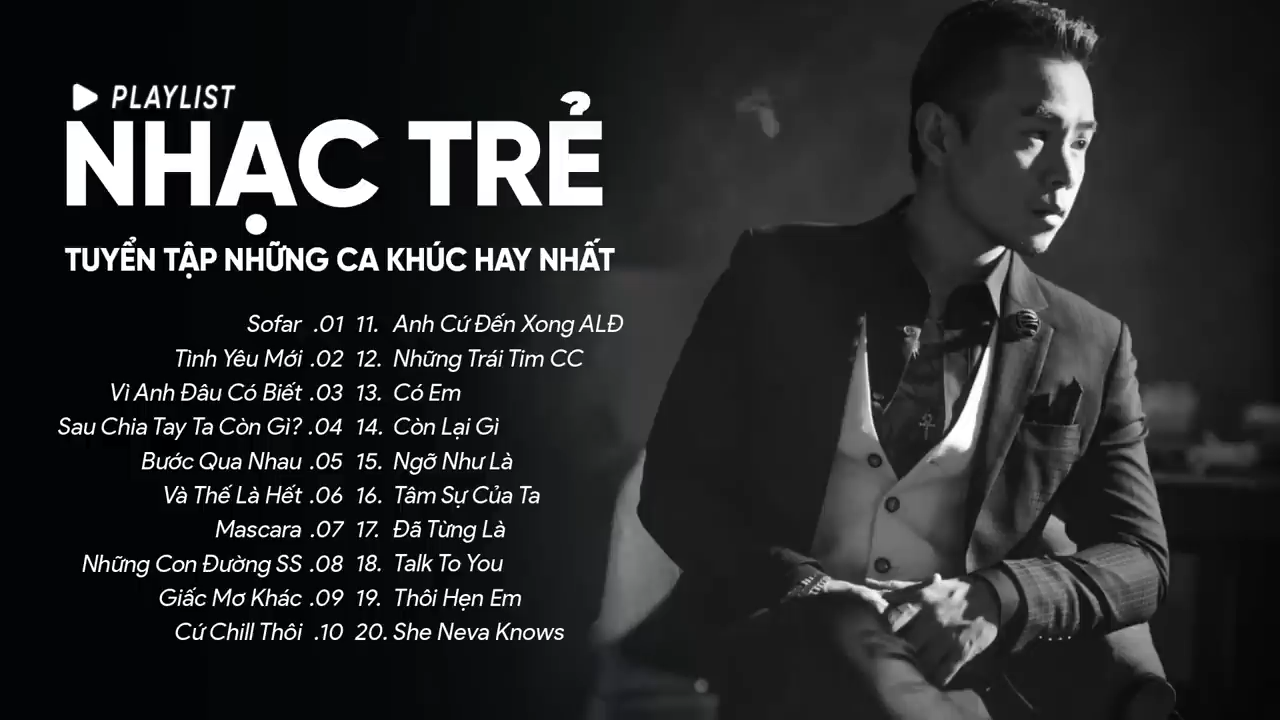 PLAYLIST
NHẠC TRẺ
TUYỂN TẬP NHỮNG CA KHÚC HAY NHẤT
Sofar .01
Tình Yêu Mới .02
Vì Anh Đâu Có Biết .03
Sau Chia Tay Ta Còn Gì? .04
Bước Qua Nhau .05
Và Thế Là Hết .06
Mascara .07
Những Con Đường SS .08
Giấc Mơ Khác .09
Cứ Chill Thôi .10
11. Anh Cứ Đến Xong ALĐ
12. Những Trái Tim CC
13. Có Em
14. Còn Lại Gì
15. Ngỡ Như Là
16. Tâm Sự Của Ta
17. Đã Từng Là
18. Talk To You
19. Thôi Hẹn Em
20. She Neva Knows